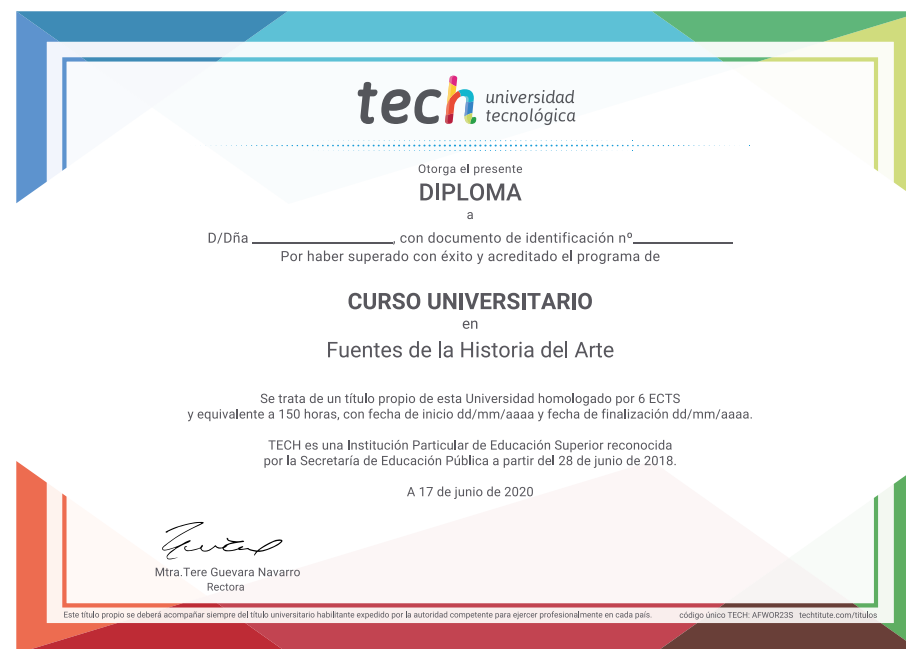 tech universidad
tecnológica
Otorga el presente
DIPLOMA
a
D/Dña ____________________, con documento de identificación nº______________
Por haber superado con éxito y acreditado el programa de
CURSO UNIVERSITARIO
en
Fuentes de la Historia del Arte
Se trata de un título propio de esta Universidad homologado por 6 ECTS
y equivalente a 150 horas, con fecha de inicio dd/mm/aaaa y fecha de finalización dd/mm/aaaa.
TECH es una Institución Particular de Educación Superior reconocida
por la Secretaría de Educación Pública a partir del 28 de junio de 2018.
A 17 de junio de 2020
Mtra.Tere Guevara Navarro
Rectora
Este título propio se deberá acompañar siempre del título universitario habilitante expedido por la autoridad competente para ejercer profesionalmente en cada país. código único TECH: AFWOR23S techtitute.com/titulos